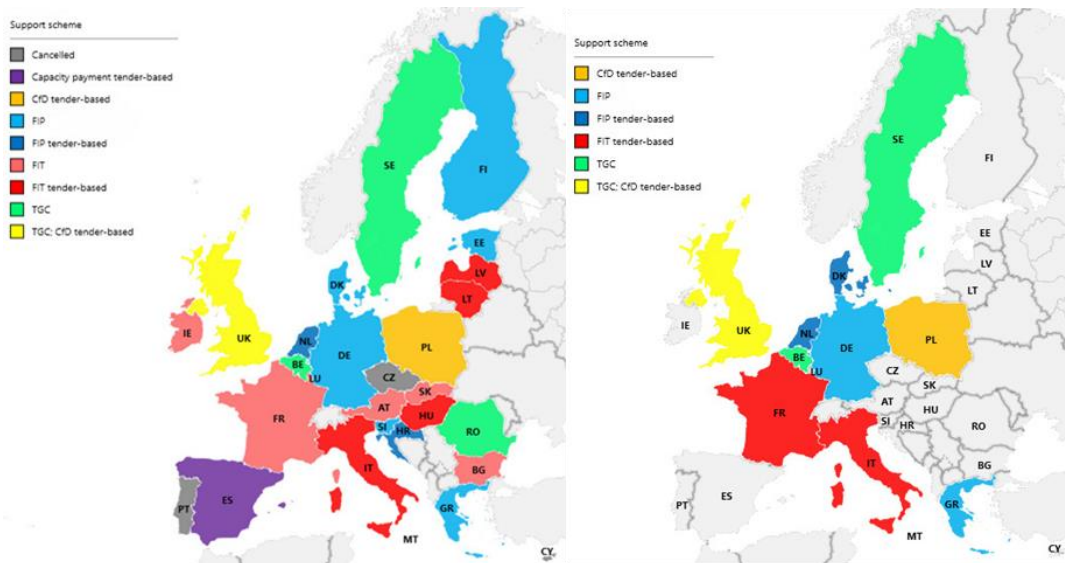 Support scheme
Cancelled
Capacity payment tender-based
CfD tender-based
FIP
FIP tender-based
FIT
FIT tender-based
TGC
TGC; CfD tender-based
SE
FI
EE
LV
LT
DK
IE
UK
NL
BE
LU
DE
PL
CZ
SK
AT
HU
FR
SI
HR
RO
IT
BG
PT
ES
GR
MT
CY
Support scheme
CfD tender-based
FIP
FIP tender-based
FIT tender-based
TGC
TGC; CfD tender-based
SE
FI
EE
LV
LT
DK
IE
UK
NL
BE
LU
DE
PL
CZ
SK
AT
HU
FR
SI
HR
RO
IT
BG
PT
ES
GR
MT
CY